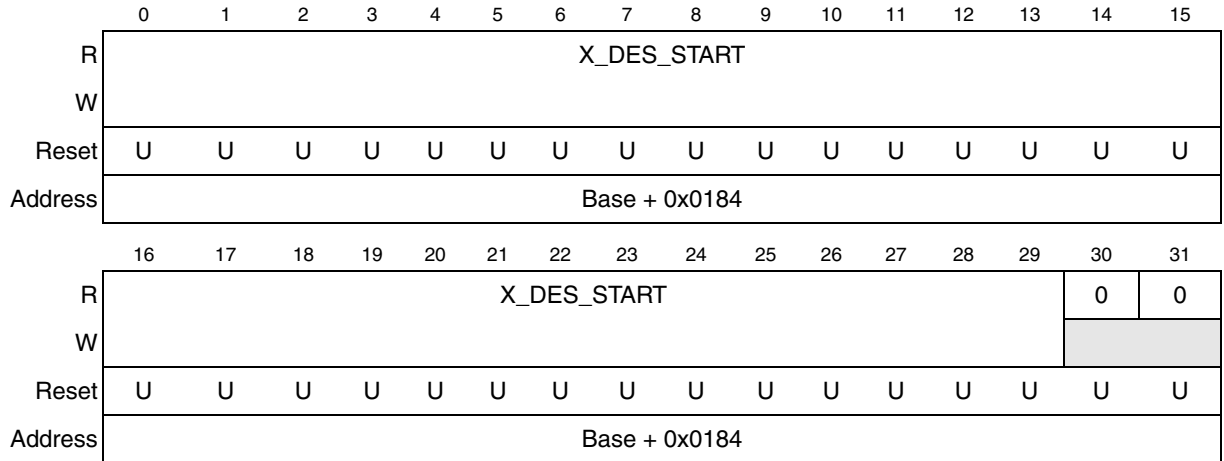 0 1 2 3 4 5 6 7 8 9 10 11 12 13 14 15
R X_DES_START
W
Reset U U U U U U U U U U U U U U U U
Address Base + 0x0184
16 17 18 19 20 21 22 23 24 25 26 27 28 29 30 31
R X_DES_START 0 0
W
Reset U U U U U U U U U U U U U U U U
Address Base + 0x0184